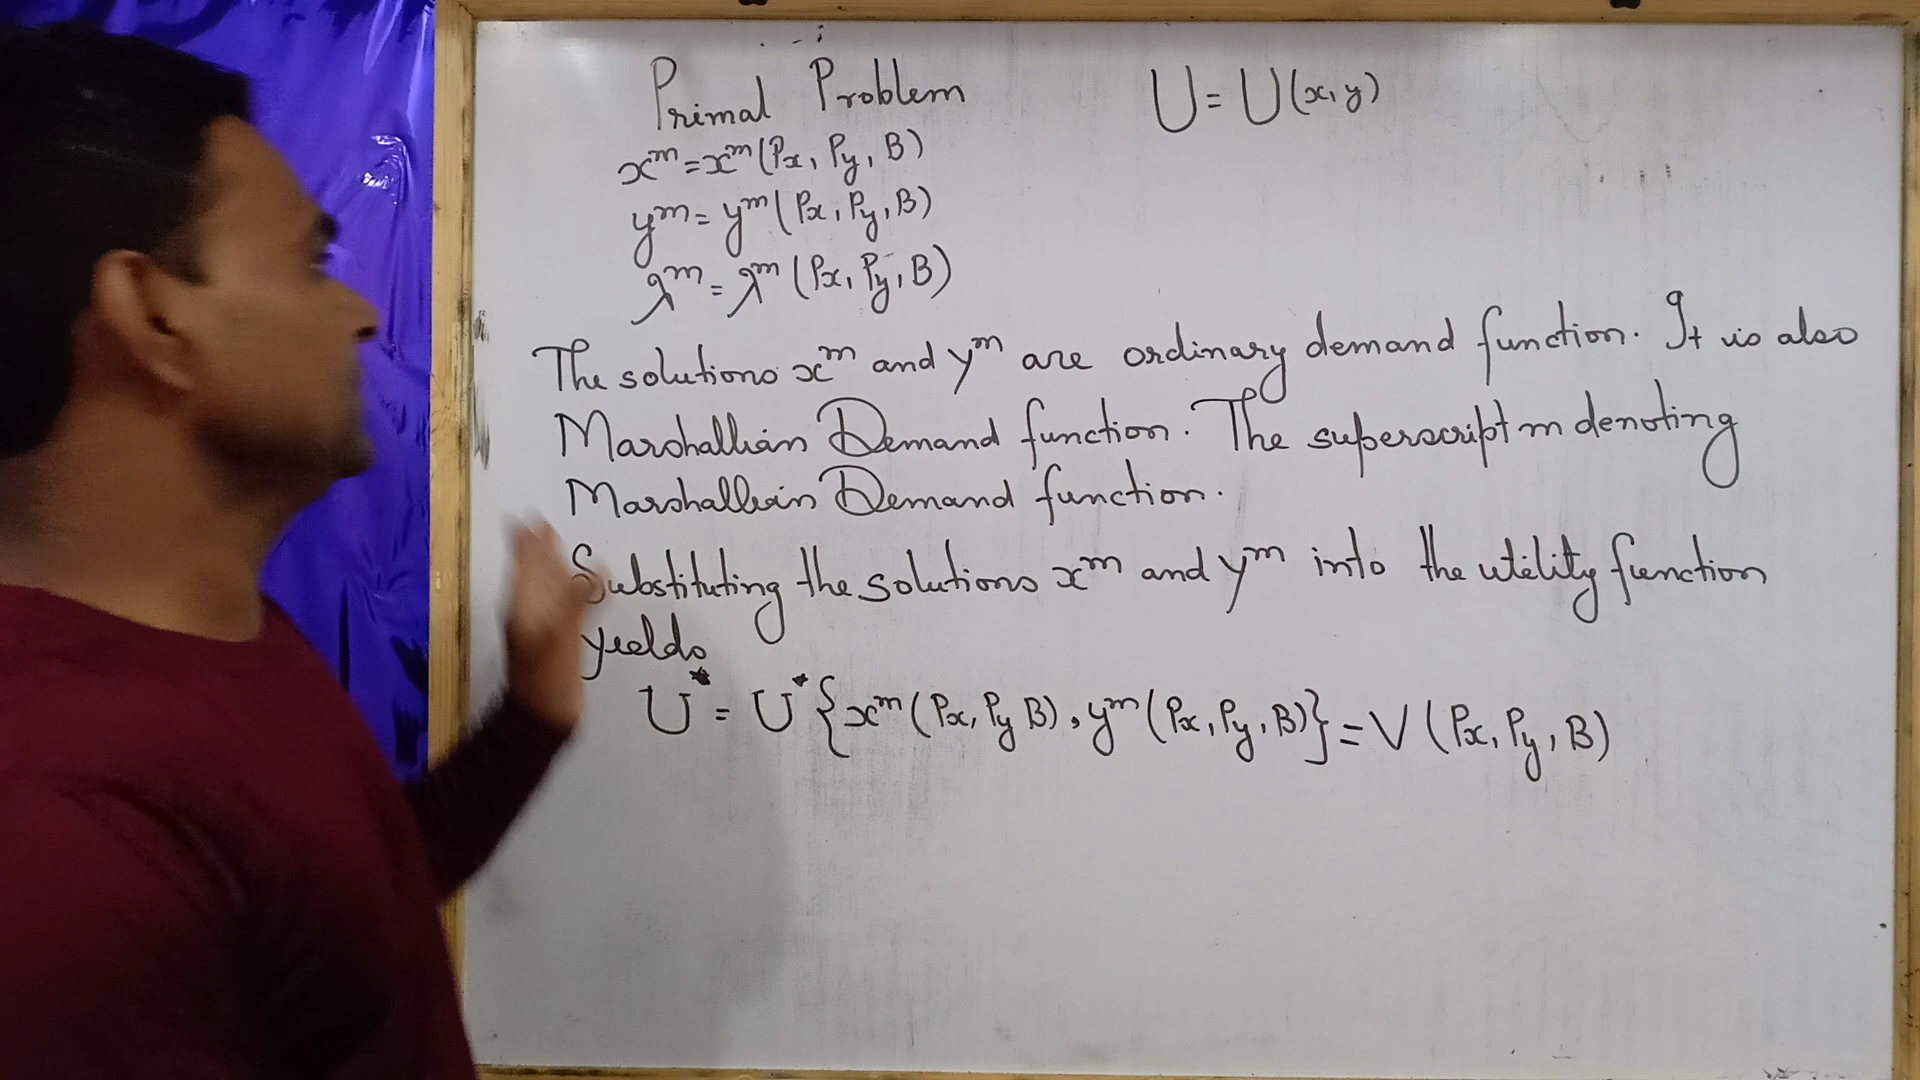 Primal Problem
U = U(x, y)
x^m = x^m (Px, Py, B)
y^m = y^m (Px, Py, B)
λ^m = λ^m (Px, Py, B)
The solutions x^m and y^m are ordinary demand function. It is also
Marshallian Demand function. The superscript m denoting
Marshallian Demand function.
Substituting the solutions x^m and y^m into the utility function
yields
U* = U* {x^m (Px, Py B), y^m (Px, Py, B)} = V (Px, Py, B)